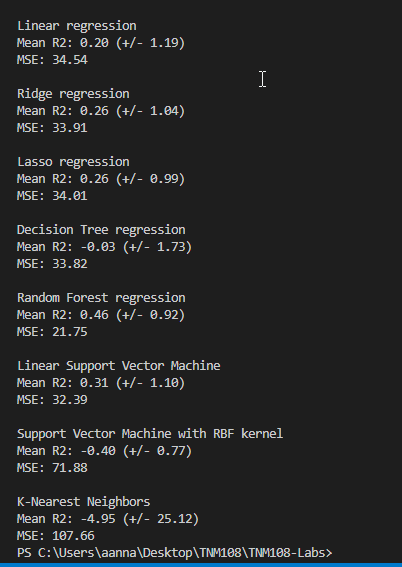 Linear regression
Mean R2: 0.20 (+/- 1.19)
MSE: 34.54
Ridge regression
Mean R2: 0.26 (+/- 1.04)
MSE: 33.91
Lasso regression
Mean R2: 0.26 (+/- 0.99)
MSE: 34.01
Decision Tree regression
Mean R2: -0.03 (+/- 1.73)
MSE: 33.82
Random Forest regression
Mean R2: 0.46 (+/- 0.92)
MSE: 21.75
Linear Support Vector Machine
Mean R2: 0.31 (+/- 1.10)
MSE: 32.39
Support Vector Machine with RBF kernel
Mean R2: -0.40 (+/- 0.77)
MSE: 71.88
K-Nearest Neighbors
Mean R2: -4.95 (+/- 25.12)
MSE: 107.66
PS C:\Users\aanna\Desktop\TNM108\TNM108-Labs>